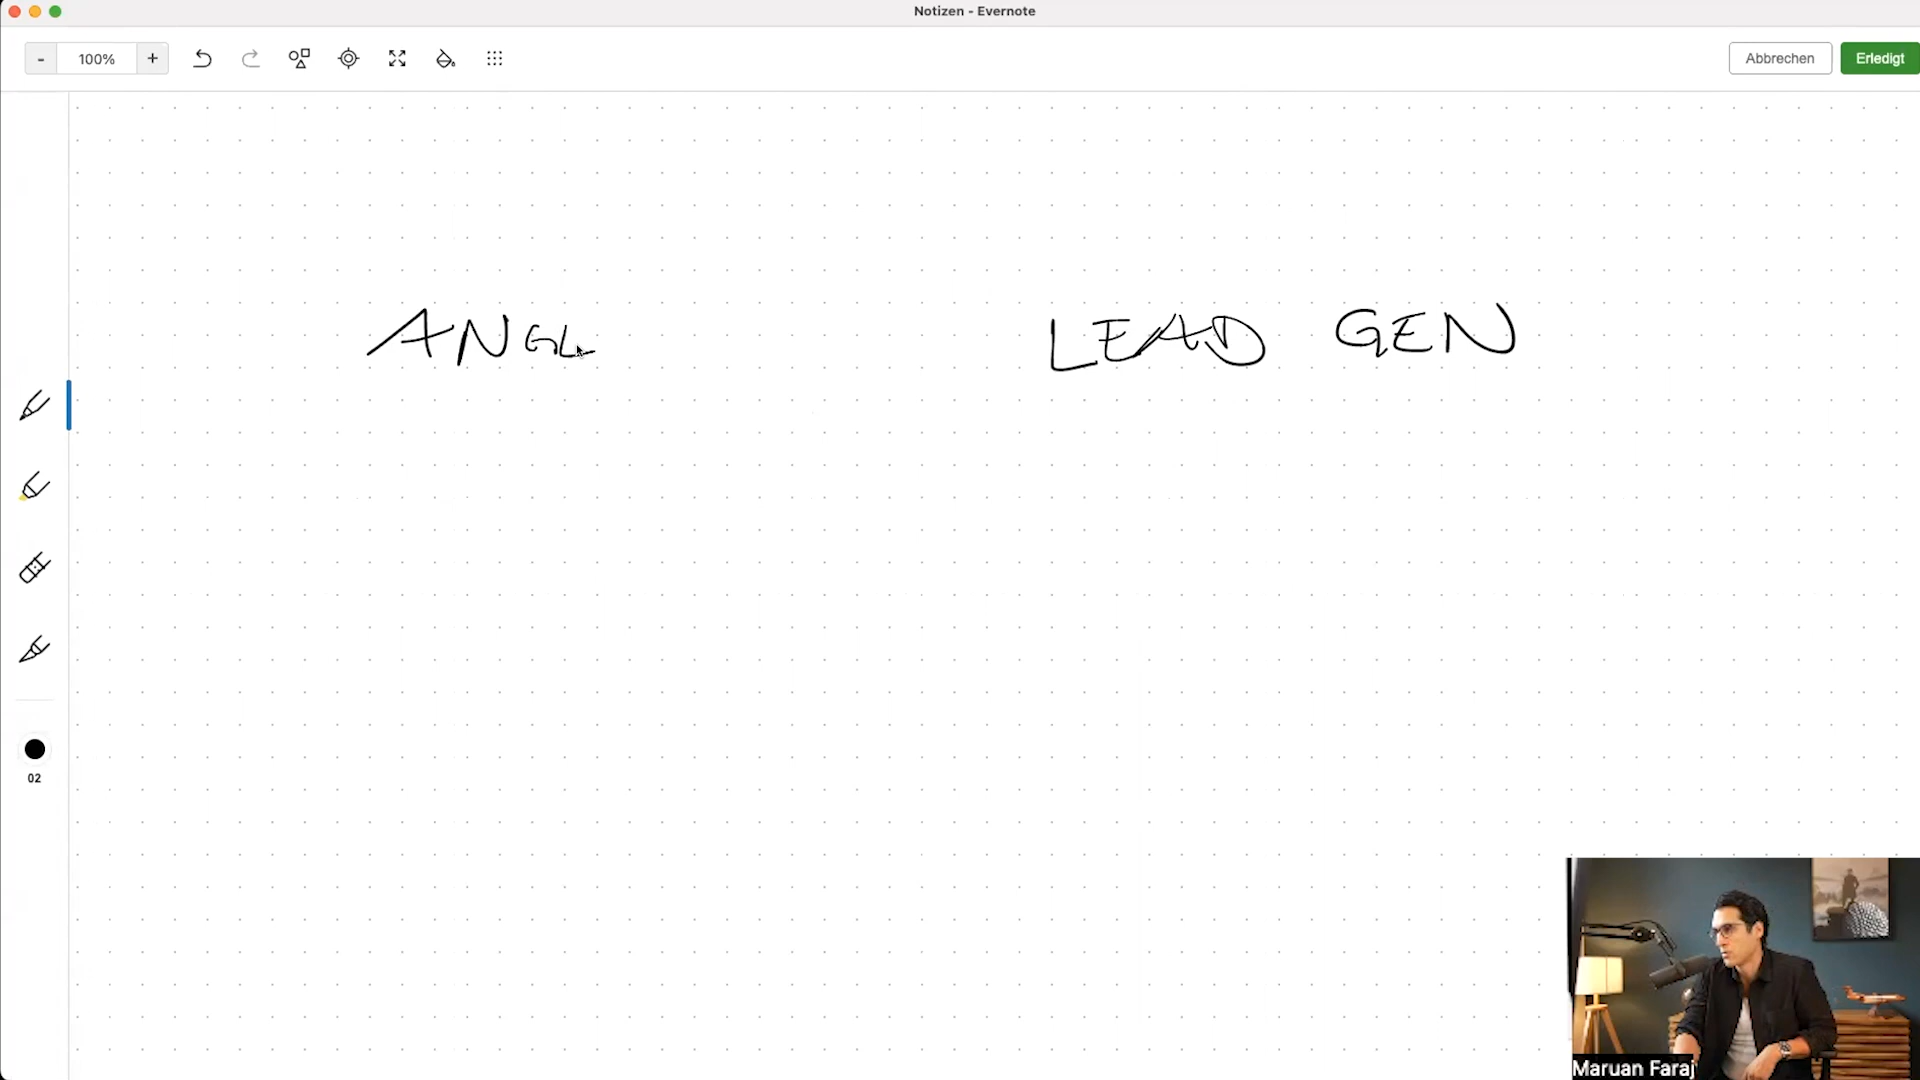 Notizen - Evernote
- 100% +
Abbrechen
Erledigt
ANGL
LEAD GEN
02
Maruan Faraj